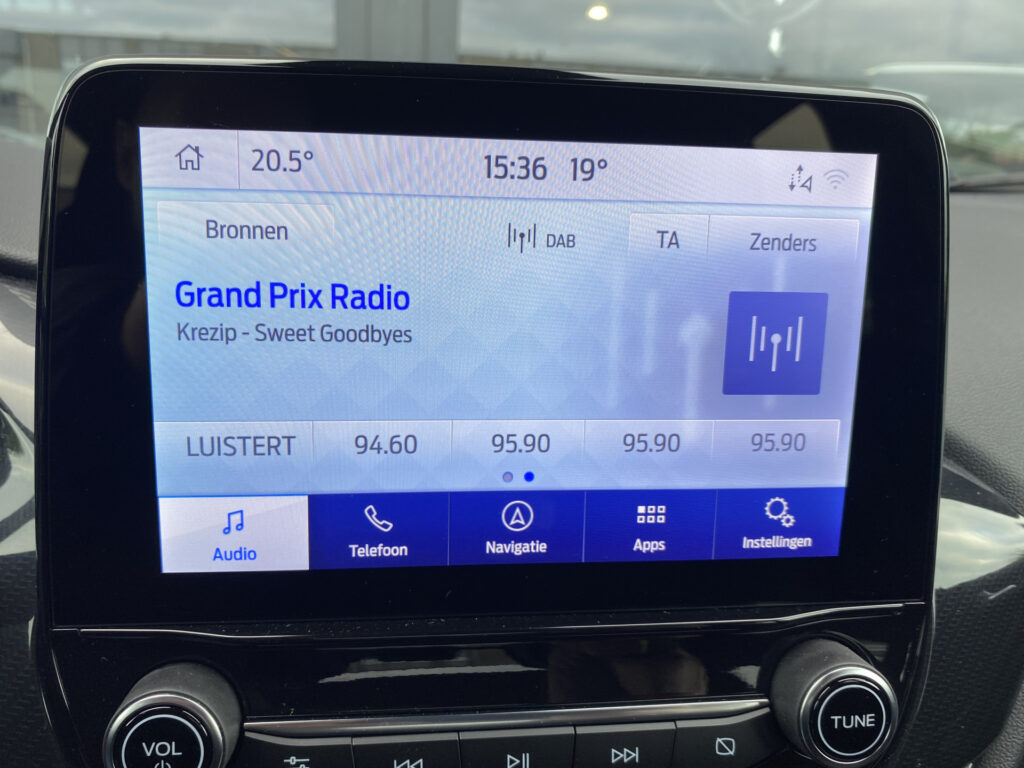 20.5° 15:36 19°
Bronnen DAB TA Zenders
Grand Prix Radio
Krezip - Sweet Goodbyes
LUISTERT 94.60 95.90 95.90 95.90
Audio Telefoon Navigatie Apps Instellingen
VOL TUNE